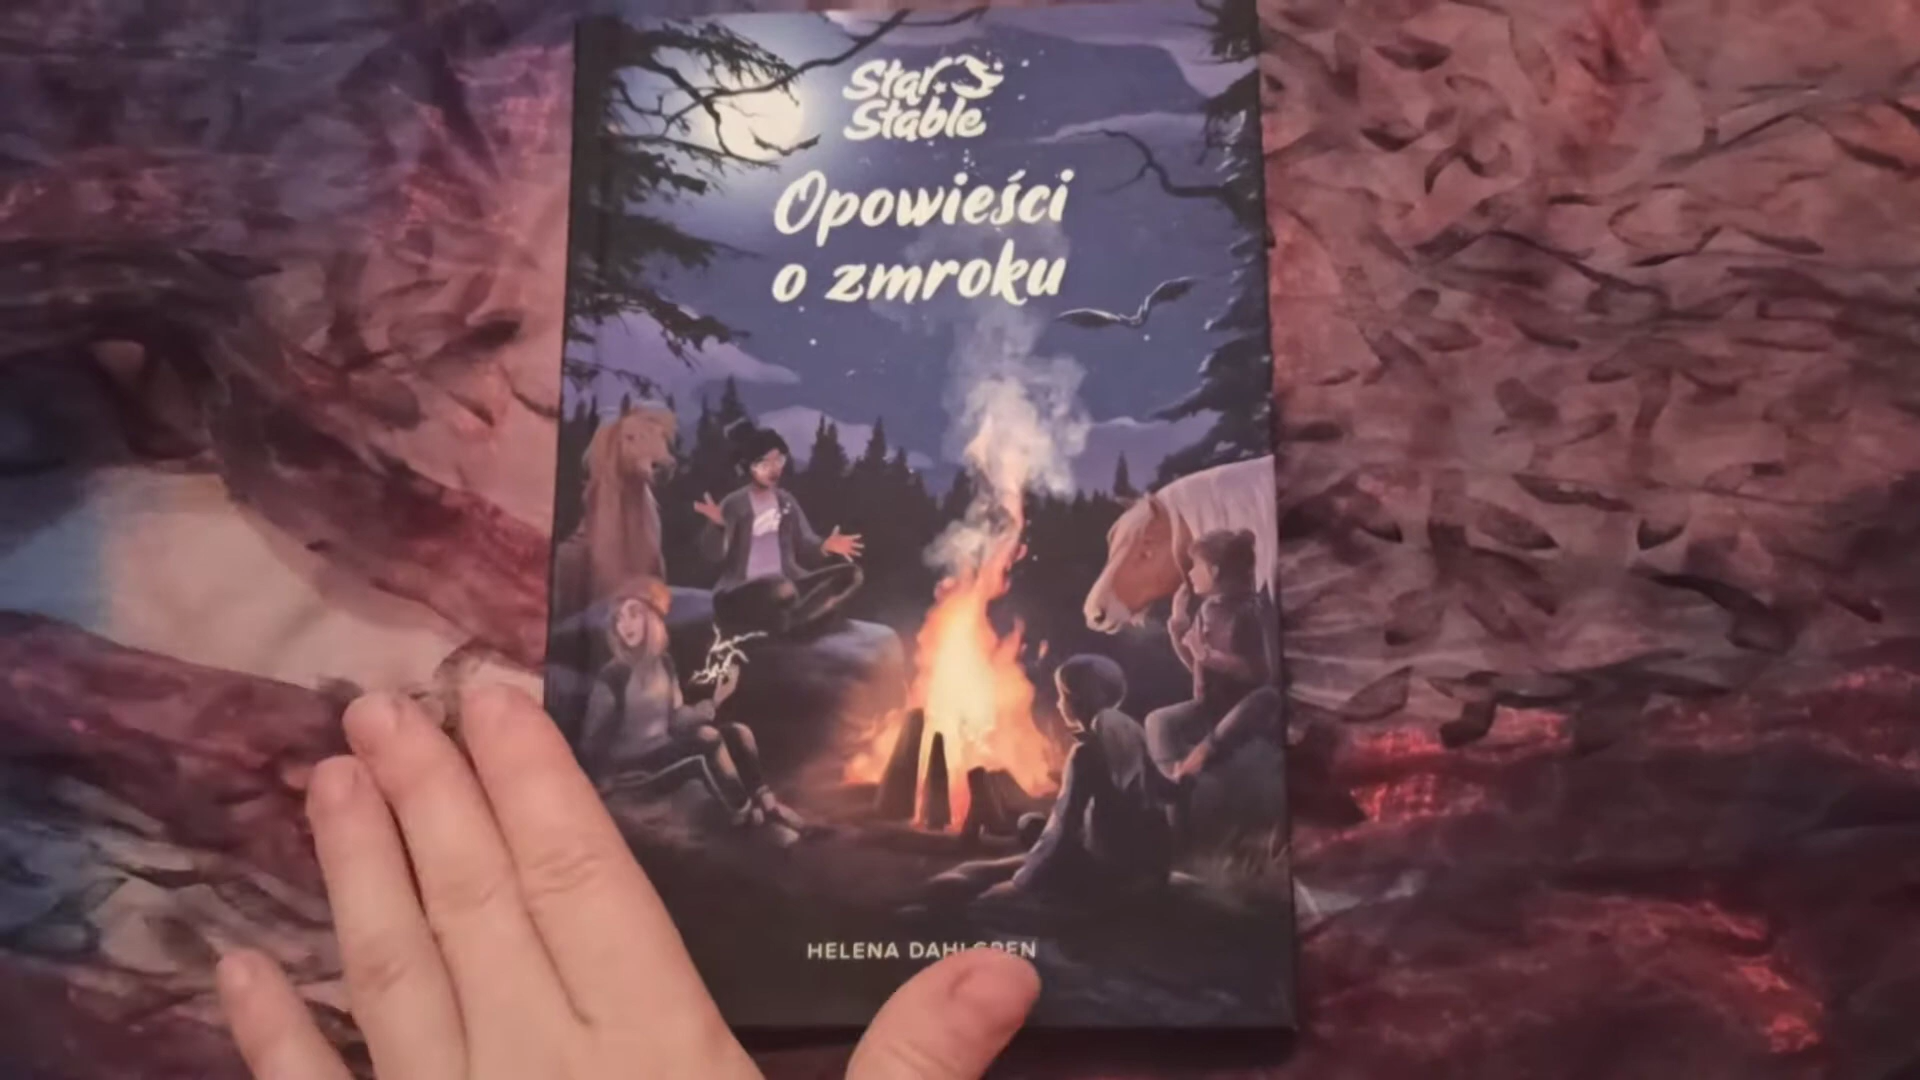 Star
Stable
Opowieści
o zmroku
HELENA DAHLGREN